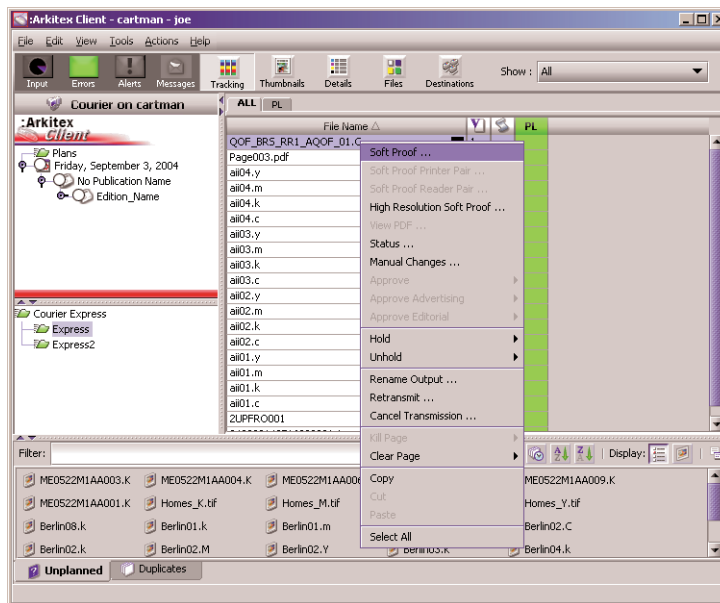 :Arkitex Client - cartman - joe
File Edit View Tools Actions Help
Input Errors Alerts Messages Tracking Thumbnails Details Files Destinations Show : All
Courier on cartman
ALL PL
:Arkitex
Client
Plans
Friday, September 3, 2004
No Publication Name
Edition_Name
File Name PL
QOF_BRS_RR1_AQOF_01.C
Page003.pdf
aii04.y
aii04.m
aii04.k
aii04.c
aii03.y
aii03.m
aii03.k
aii03.c
aii02.y
aii02.m
aii02.k
aii02.c
aii01.y
aii01.m
aii01.k
aii01.c
2UPFRO001
Soft Proof ...
Soft Proof Printer Pair ...
Soft Proof Reader Pair ...
High Resolution Soft Proof ...
View PDF ...
Status ...
Manual Changes ...
Approve
Approve Advertising
Approve Editorial
Hold
Unhold
Rename Output ...
Retransmit ...
Cancel Transmission ...
Kill Page
Clear Page
Copy
Cut
Paste
Select All
Courier Express
Express
Express2
Filter: Display:
ME0522M1AA003.K ME0522M1AA004.K ME0522M1AA00 ME0522M1AA009.K
ME0522M1AA001.K Homes_K.tif Homes_M.tif Homes_Y.tif
Berlin08.k Berlin01.k Berlin01.m Berlin02.C
Berlin02.k Berlin02.M Berlin02.Y Berlin03.k Berlin04.k
Unplanned Duplicates